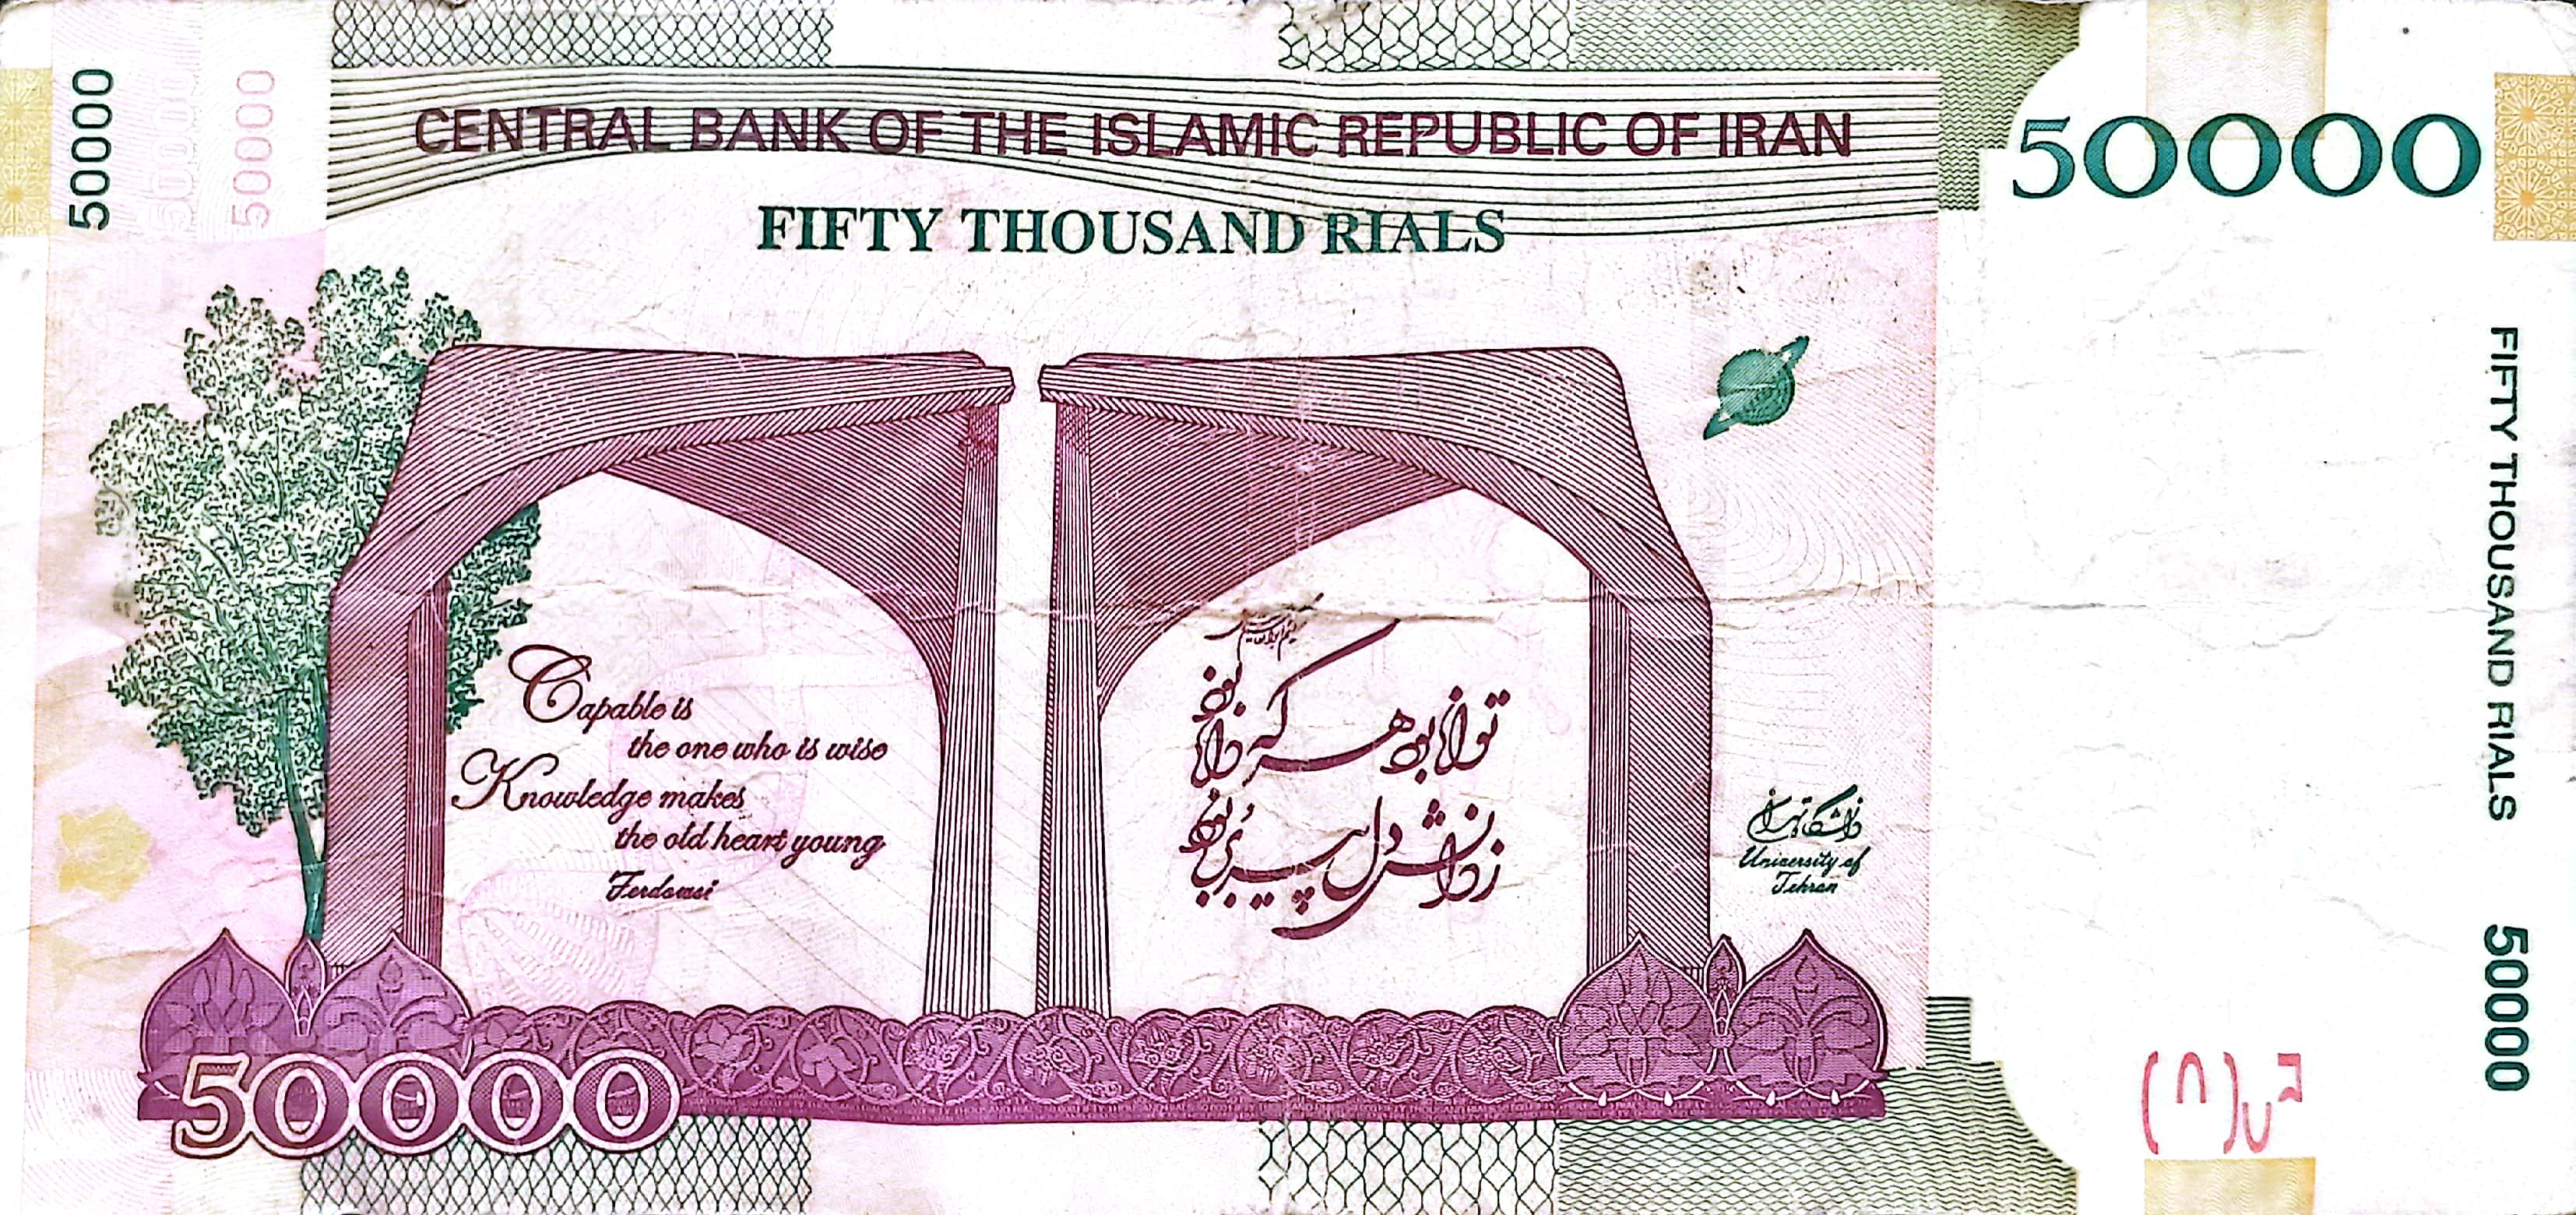 CENTRAL BANK OF THE ISLAMIC REPUBLIC OF IRAN
FIFTY THOUSAND RIALS
50000
50000
50000
50000
Capable is
the one who is wise
Knowledge makes
the old heart young
Ferdowsi
توانا بود هر که دانا بود
ز دانش دل پیر برنا بود
دانشگاه تهران
University of
Tehran
50000
FIFTY THOUSAND RIALS 50000